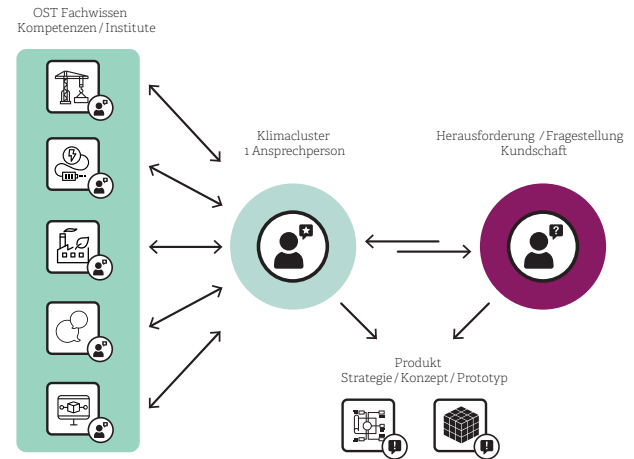 OST Fachwissen
Kompetenzen / Institute
Klimacluster
1 Ansprechperson
Herausforderung / Fragestellung
Kundschaft
Produkt
Strategie / Konzept / Prototyp